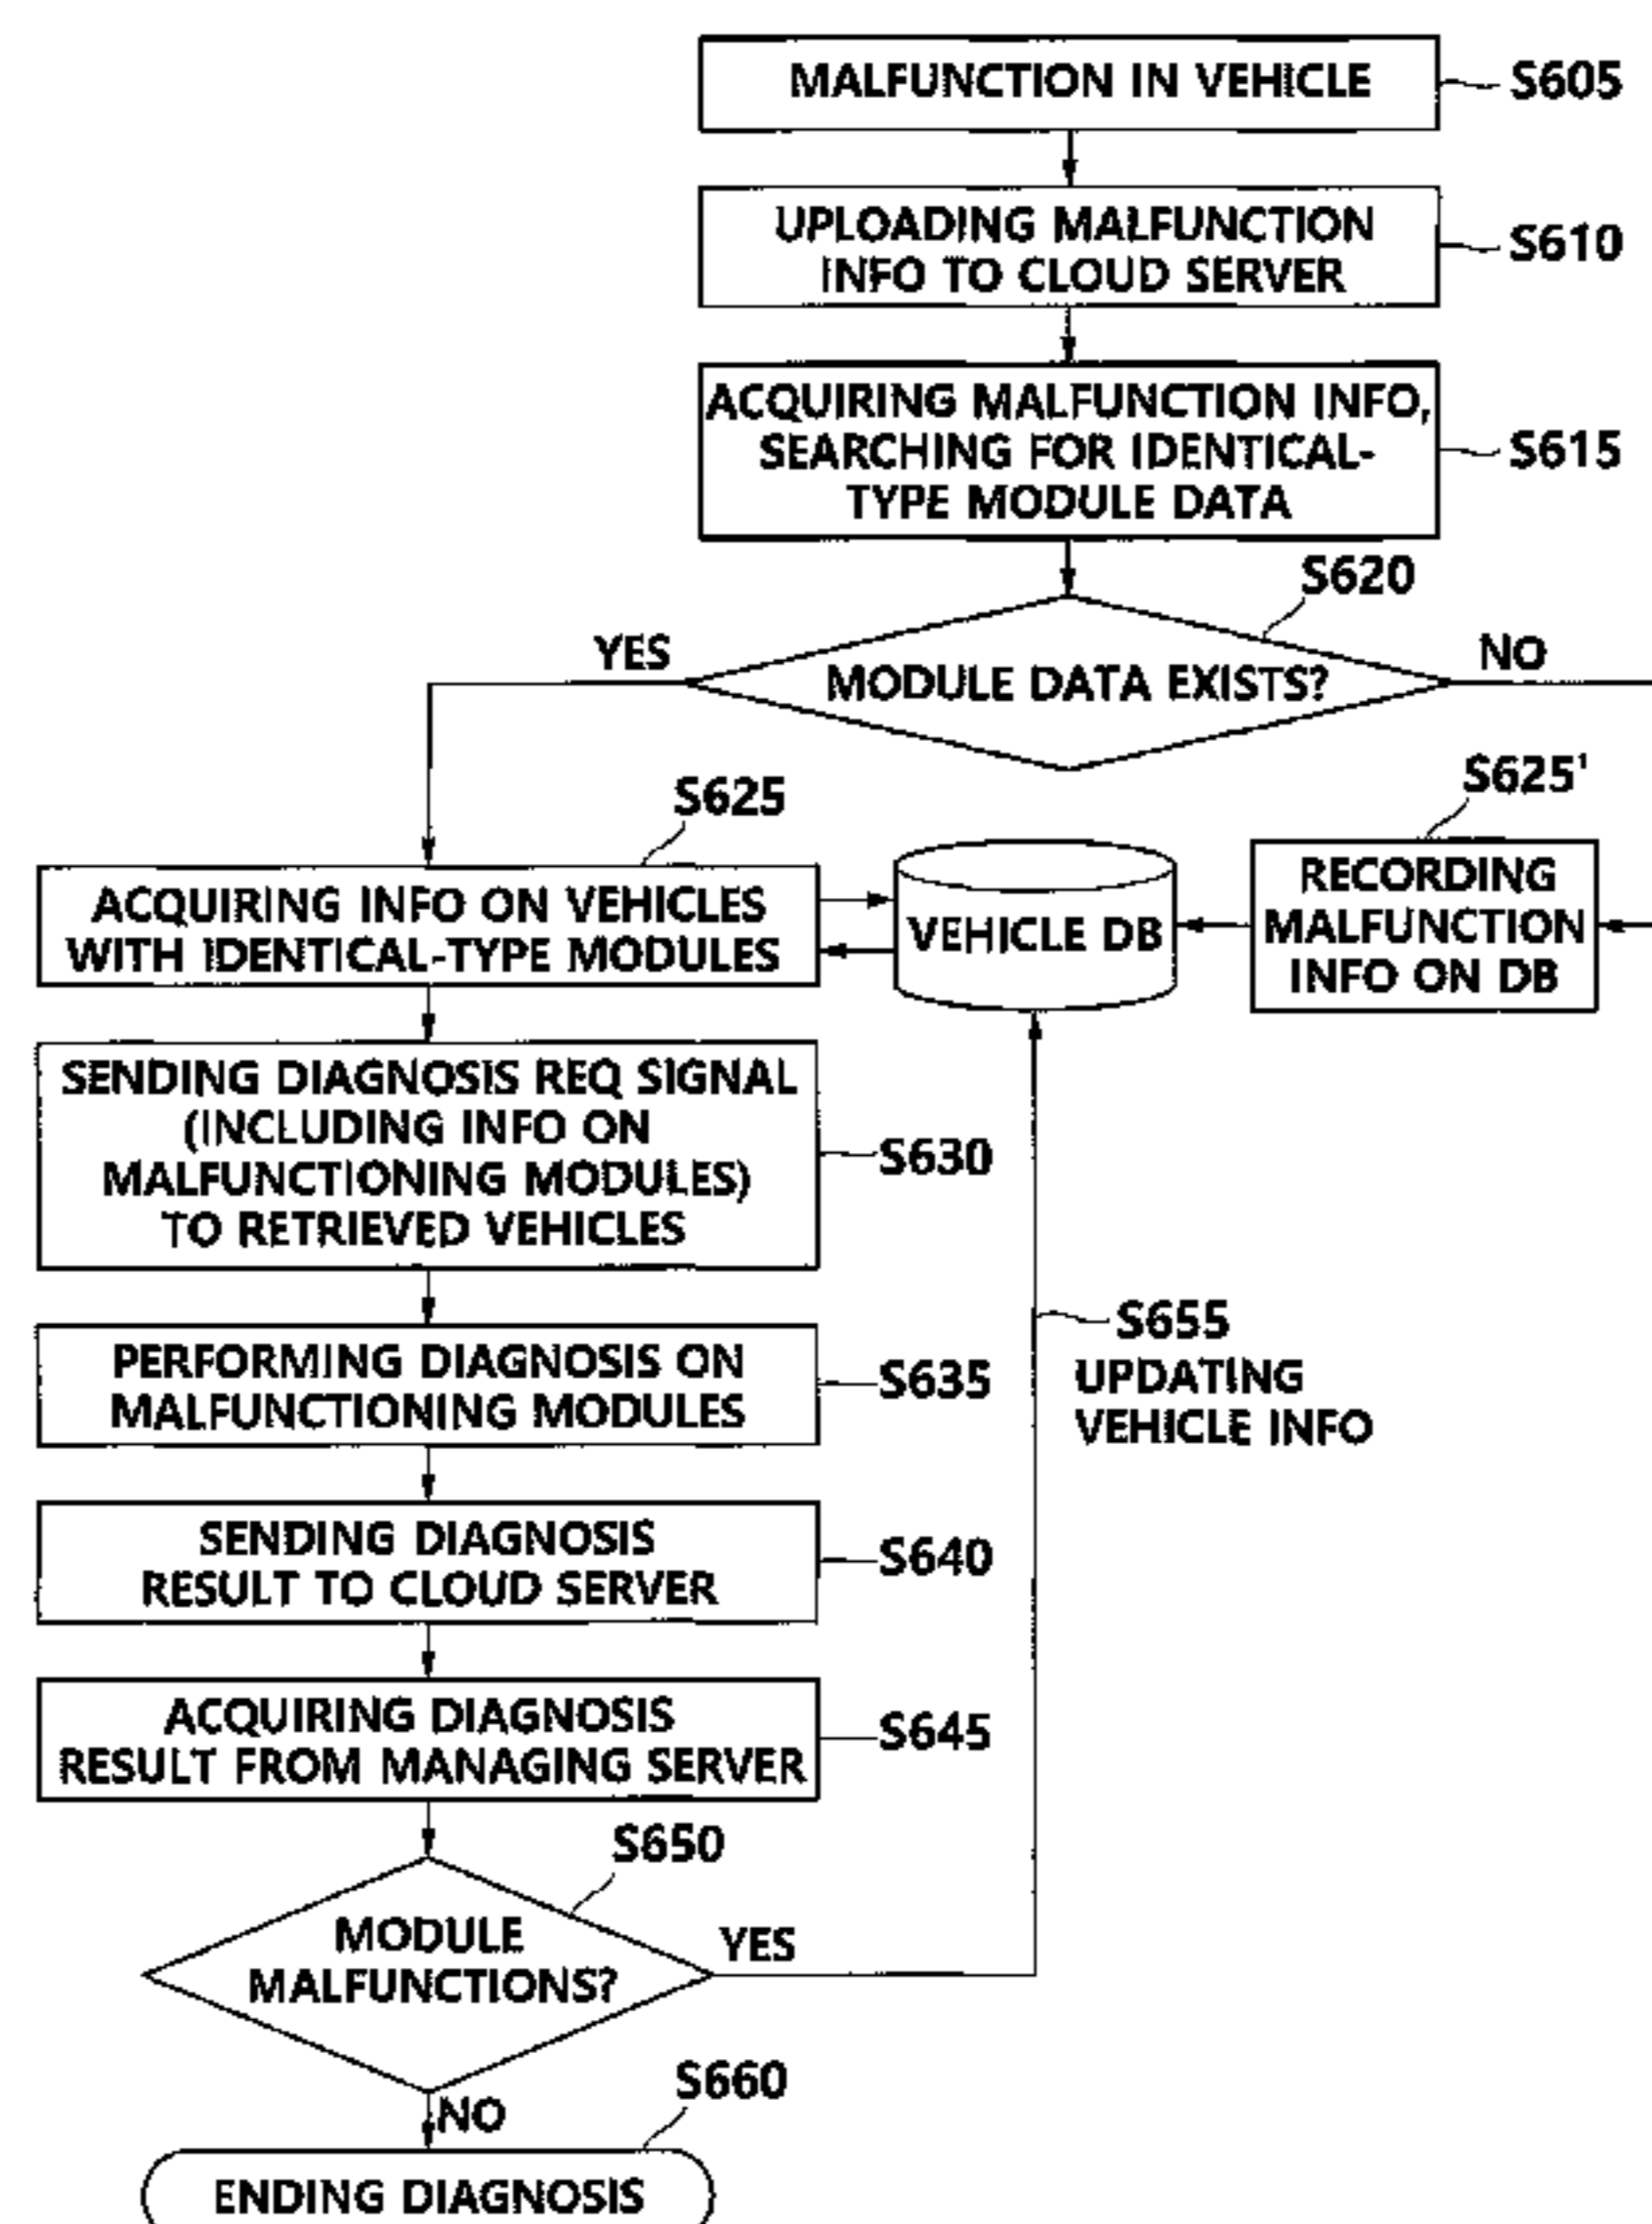 MALFUNCTION IN VEHICLE
S605
UPLOADING MALFUNCTION
INFO TO CLOUD SERVER
S610
ACQUIRING MALFUNCTION INFO,
SEARCHING FOR IDENTICAL-
TYPE MODULE DATA
S615
S620
YES
MODULE DATA EXISTS?
NO
S625
ACQUIRING INFO ON VEHICLES
WITH IDENTICAL-TYPE MODULES
VEHICLE DB
S625'
RECORDING
MALFUNCTION
INFO ON DB
SENDING DIAGNOSIS REQ SIGNAL
(INCLUDING INFO ON
MALFUNCTIONING MODULES)
TO RETRIEVED VEHICLES
S630
S655
UPDATING
VEHICLE INFO
PERFORMING DIAGNOSIS ON
MALFUNCTIONING MODULES
S635
SENDING DIAGNOSIS
RESULT TO CLOUD SERVER
S640
ACQUIRING DIAGNOSIS
RESULT FROM MANAGING SERVER
S645
S650
MODULE
MALFUNCTIONS?
YES
NO
S660
ENDING DIAGNOSIS